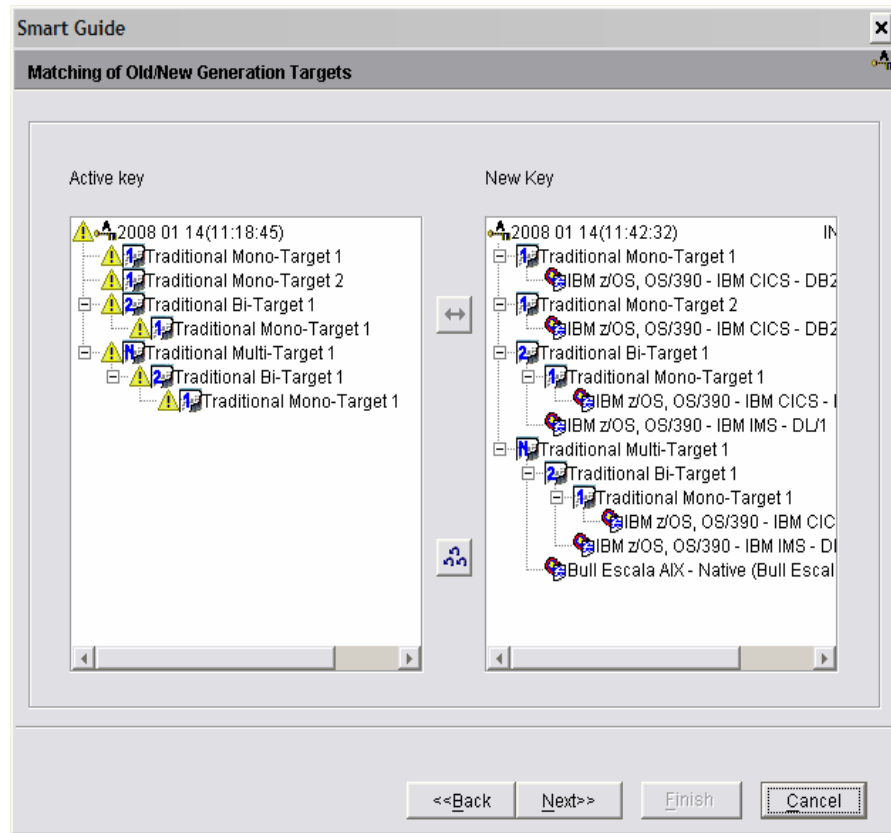 Smart Guide
Matching of Old/New Generation Targets
Active key
2008 01 14(11:18:45)
Traditional Mono-Target 1
Traditional Mono-Target 2
Traditional Bi-Target 1
Traditional Mono-Target 1
Traditional Multi-Target 1
Traditional Bi-Target 1
Traditional Mono-Target 1
New Key
2008 01 14(11:42:32) IN
Traditional Mono-Target 1
IBM z/OS, OS/390 - IBM CICS - DB2
Traditional Mono-Target 2
IBM z/OS, OS/390 - IBM CICS - DB2
Traditional Bi-Target 1
Traditional Mono-Target 1
IBM z/OS, OS/390 - IBM CICS -
IBM z/OS, OS/390 - IBM IMS - DL/1
Traditional Multi-Target 1
Traditional Bi-Target 1
Traditional Mono-Target 1
IBM z/OS, OS/390 - IBM CIC
IBM z/OS, OS/390 - IBM IMS - DI
Bull Escala AIX - Native (Bull Escal
<<Back
Next>>
Finish
Cancel